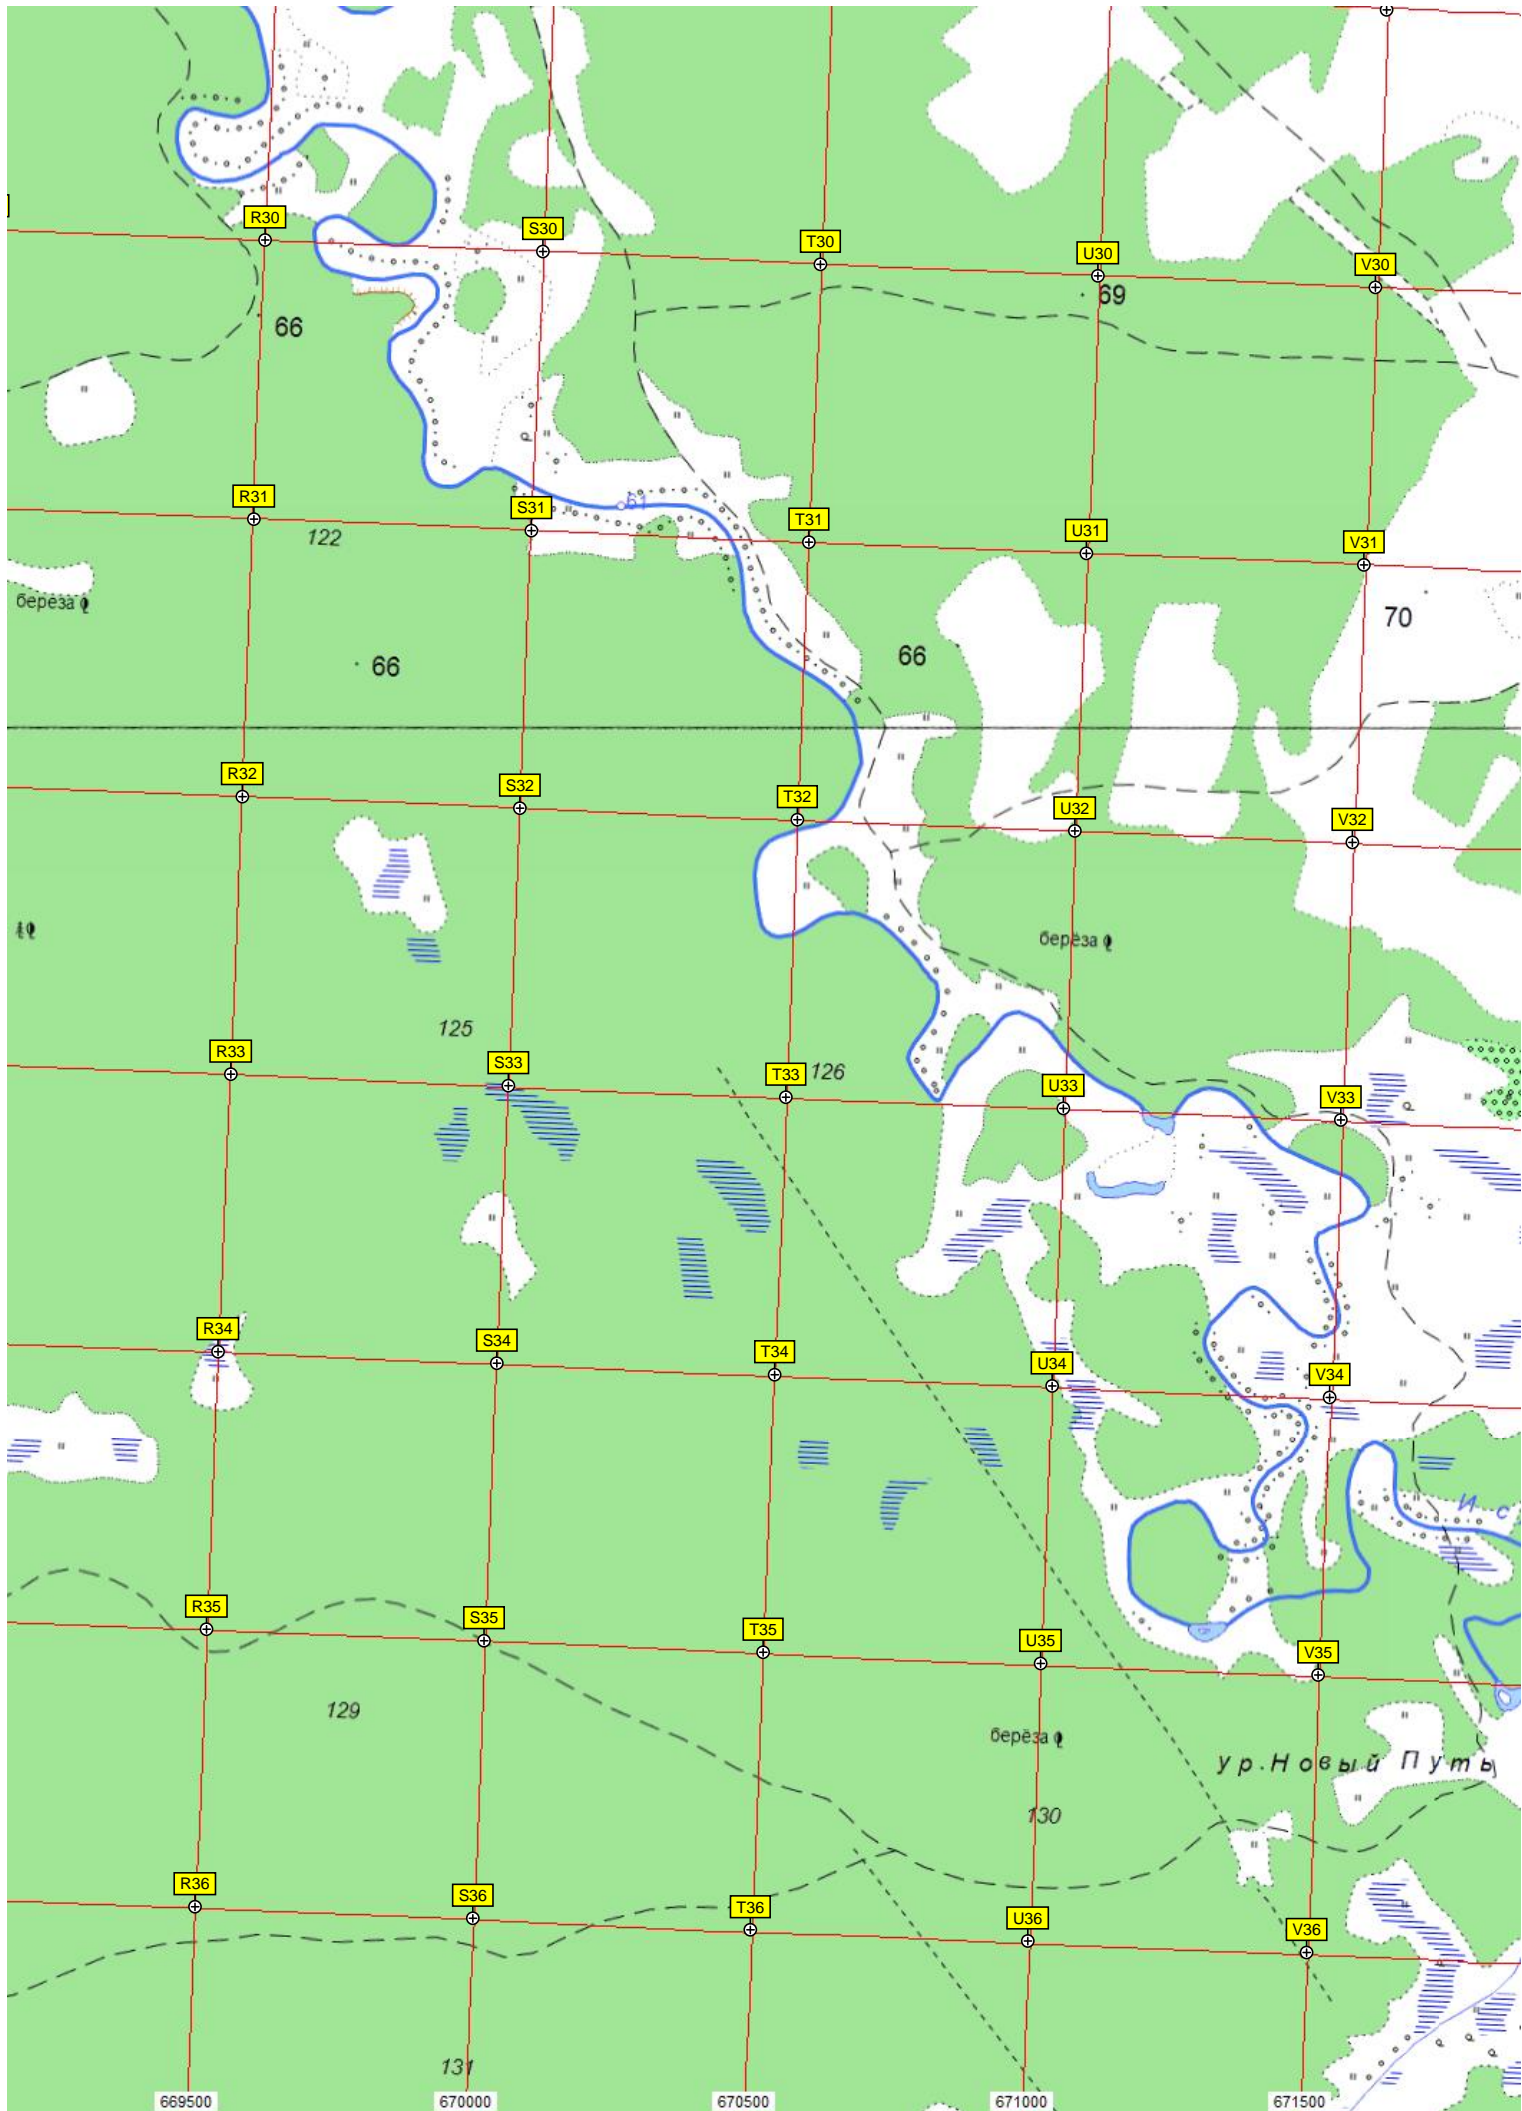 R30 S30 T30 U30 V30
69
66
R31 S31 T31 U31 V31
61
122
берёза
70
66 66
R32 S32 T32 U32 V32
берёза
125
R33 S33 T33 U33 V33
126
R34 S34 T34 U34 V34
И с
R35 S35 T35 U35 V35
129
берёза
ур. Новый Путь
130
R36 S36 T36 U36 V36
131
669500 670000 670500 671000 671500